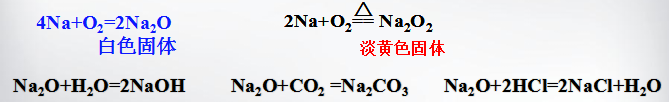 4Na+O₂=2Na₂O
2Na+O₂≜Na₂O₂
白色固体
淡黄色固体
Na₂O+H₂O=2NaOH
Na₂O+CO₂ =Na₂CO₃
Na₂O+2HCl=2NaCl+H₂O